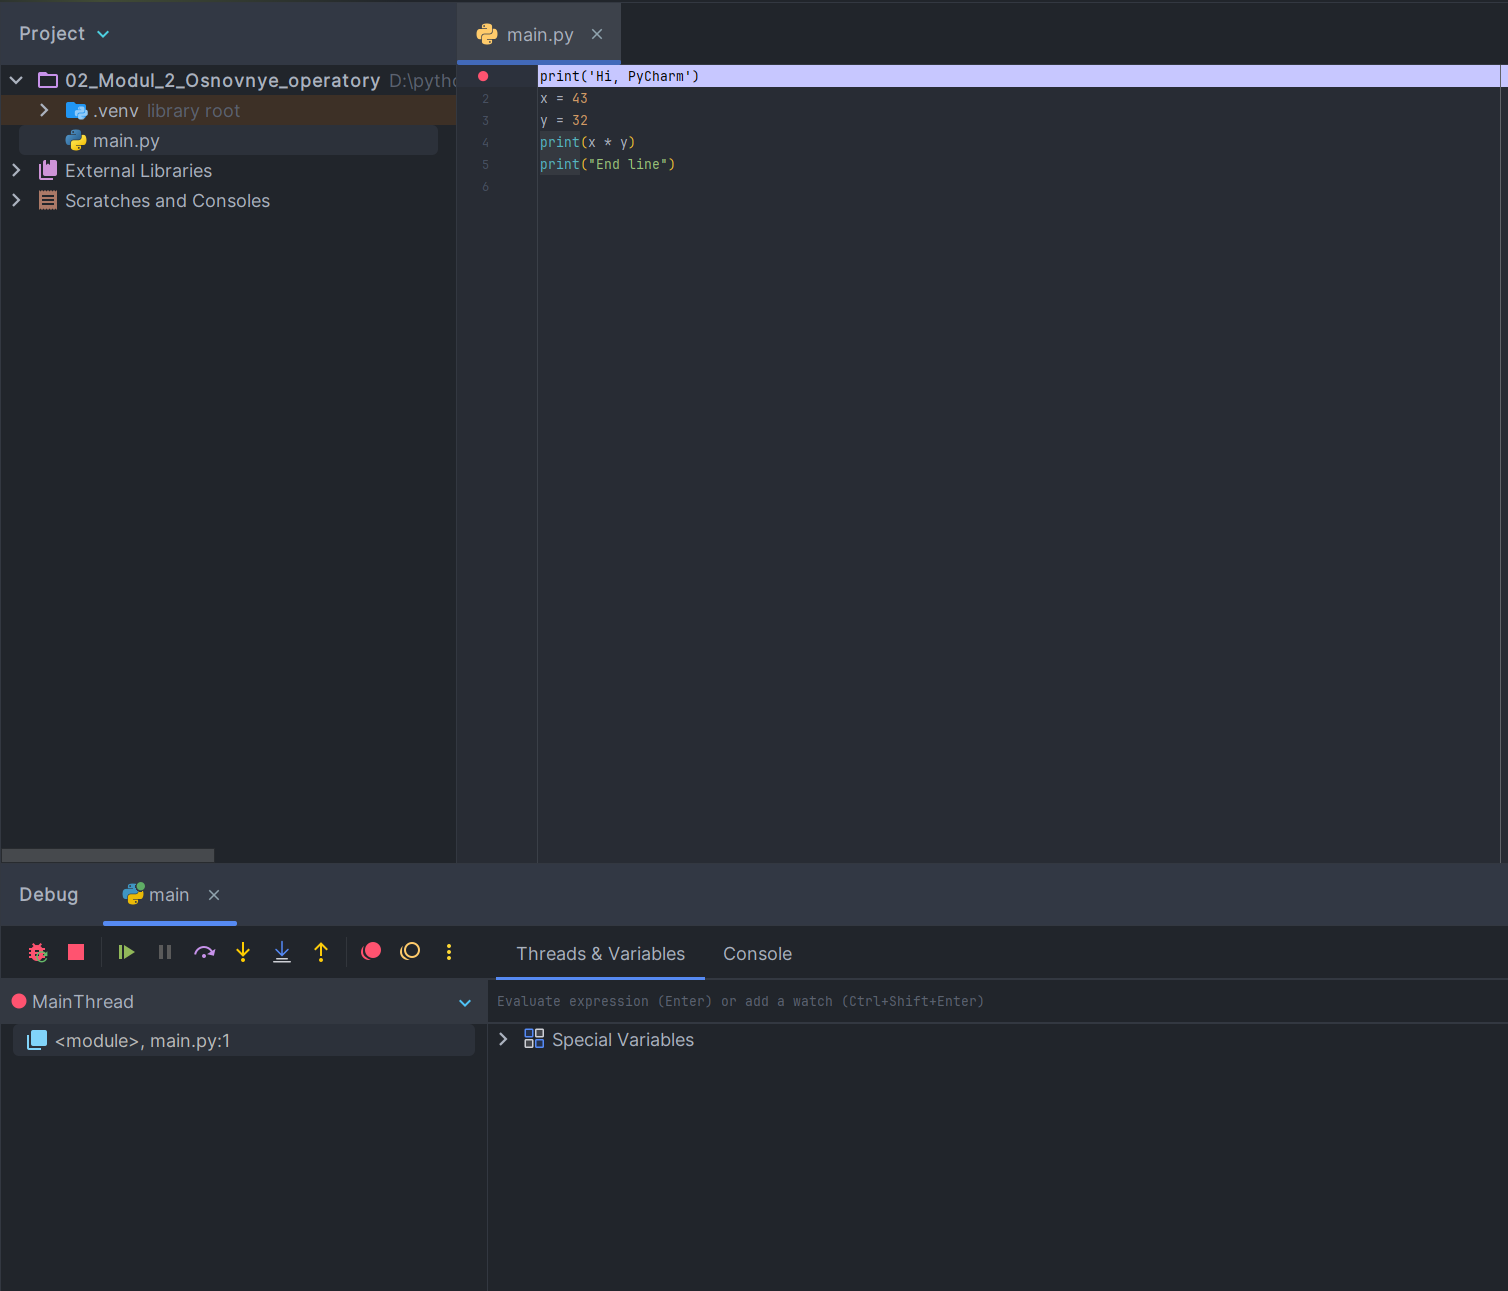 Project
main.py
02_Modul_2_Osnovnye_operatory D:\pytho
.venv library root
main.py
External Libraries
Scratches and Consoles
print('Hi, PyCharm')
2 x = 43
3 y = 32
4 print(x * y)
5 print("End line")
6
Debug main
Threads & Variables Console
MainThread
Evaluate expression (Enter) or add a watch (Ctrl+Shift+Enter)
<module>, main.py:1
Special Variables